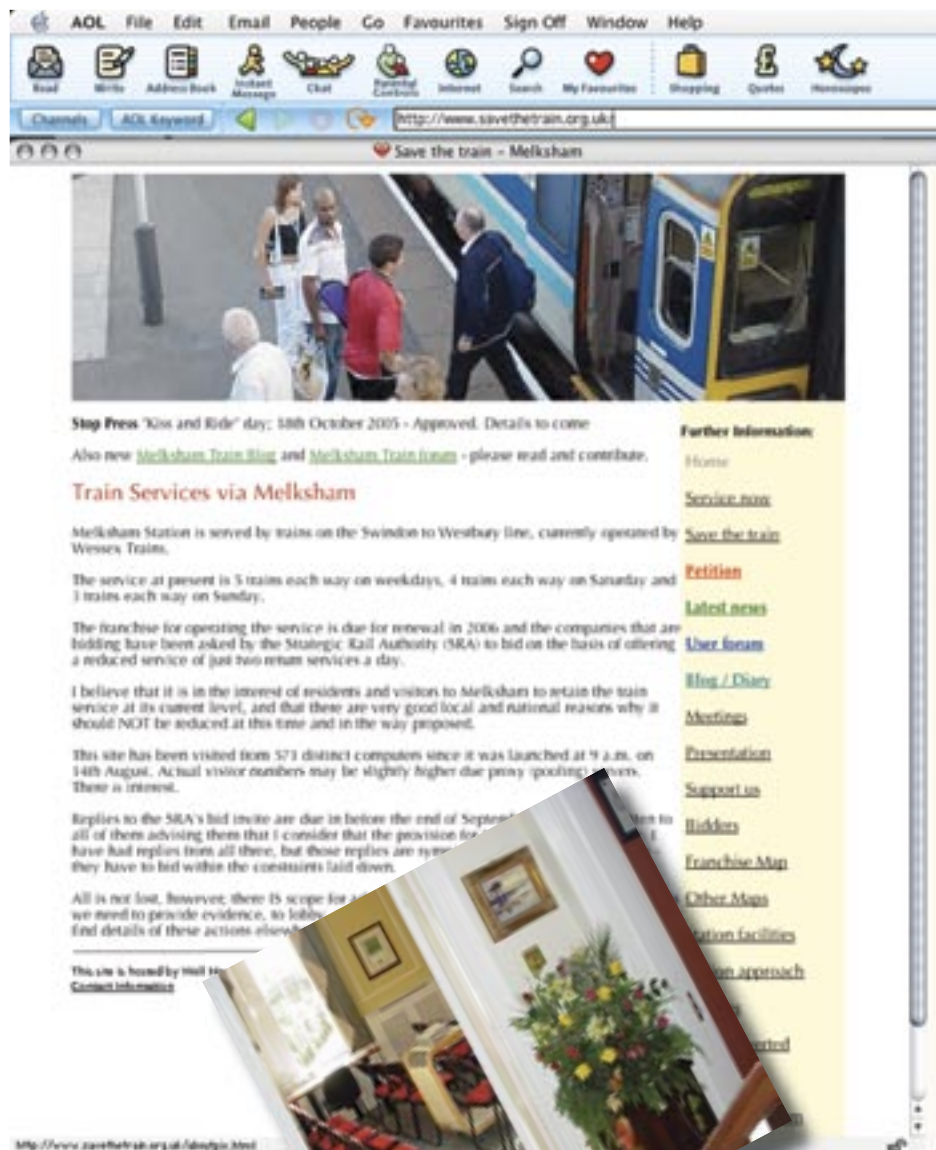 AOL File Edit Email People Go Favourites Sign Off Window Help
Read Write Address Book Instant Message Chat Parental Controls Internet Search My Favourites Shopping Quotes Horoscopes
Channels AOL Keyword http://www.savethetrain.org.uk/
Save the train – Melksham
Stop Press "Kiss and Ride" day; 18th October 2005 - Approved. Details to come
Also new Melksham Train Blog and Melksham Train forum - please read and contribute.
Train Services via Melksham
Melksham Station is served by trains on the Swindon to Westbury line, currently operated by
Wessex Trains.
The service at present is 5 trains each way on weekdays, 4 trains each way on Saturday and
3 trains each way on Sunday.
The franchise for operating the service is due for renewal in 2006 and the companies that are
bidding have been asked by the Strategic Rail Authority (SRA) to bid on the basis of offering
a reduced service of just two return services a day.
I believe that it is in the interest of residents and visitors to Melksham to retain the train
service at its current level, and that there are very good local and national reasons why it
should NOT be reduced at this time and in the way proposed.
This site has been visited from 573 distinct computers since it was launched at 9 a.m. on
14th August. Actual visitor numbers may be slightly higher due proxy (pooling) servers.
There is interest.
Replies to the SRA's bid invite are due in before the end of to
all of them advising them that I consider that the provision for I
have had replies from all three, but those replies are
they have to bid within the constraints laid down.
All is not lost, however, there IS scope for
we need to provide evidence, to lobby
find details of these actions
This site is hosted by Well
Contact Information
Further Information:
Home
Service now
Save the train
Petition
Latest news
User forum
Blog / Diary
Meetings
Presentation
Support us
Bidders
Franchise Map
Other Maps
facilities
approach